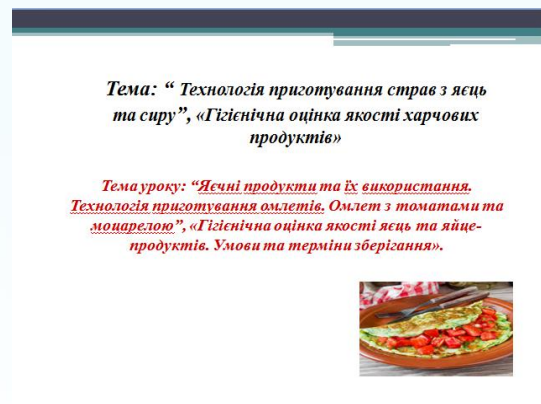 Тема: “ Технологія приготування страв з яєць
та сиру”, «Гігієнічна оцінка якості харчових
продуктів»
Тема уроку: “Яєчні продукти та їх використання.
Технологія приготування омлетів. Омлет з томатами та
моцарелою”, «Гігієнічна оцінка якості яєць та яйце-
продуктів. Умови та терміни зберігання».